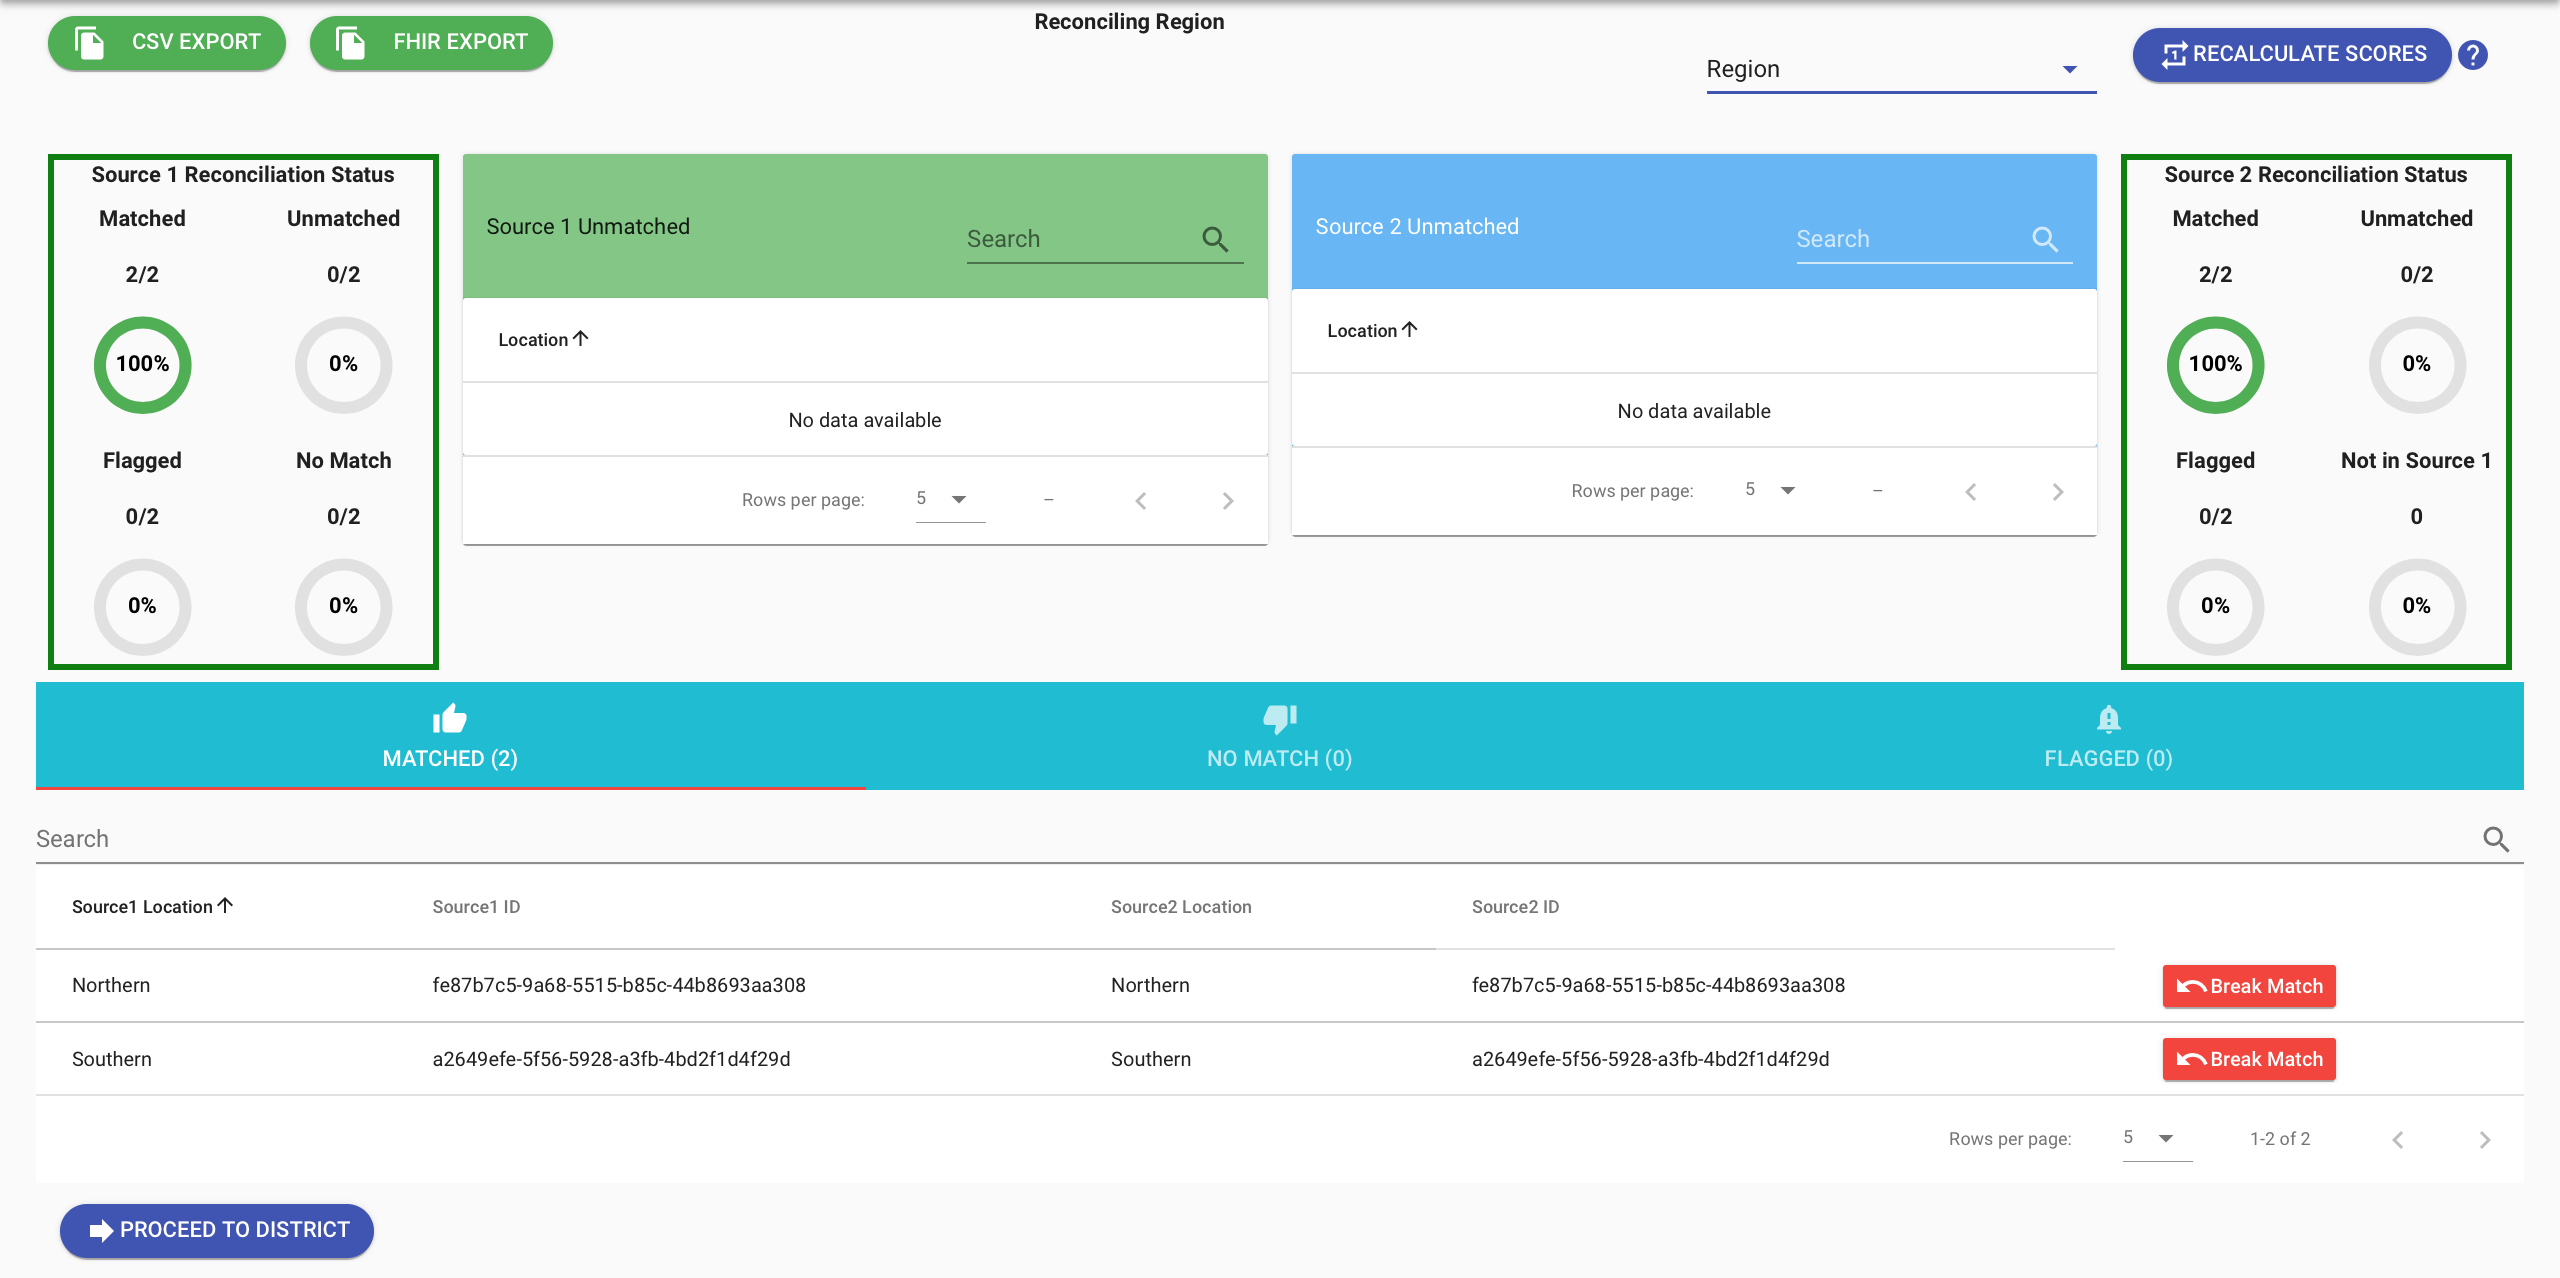 CSV EXPORT
FHIR EXPORT
Reconciling Region
Region
RECALCULATE SCORES
?
Source 1 Reconciliation Status
Matched
Unmatched
2/2
0/2
100%
0%
Flagged
No Match
0/2
0/2
0%
0%
Source 1 Unmatched
Search
Location
No data available
Rows per page:
5
–
Source 2 Unmatched
Search
Location
No data available
Rows per page:
5
–
Source 2 Reconciliation Status
Matched
Unmatched
2/2
0/2
100%
0%
Flagged
Not in Source 1
0/2
0
0%
0%
MATCHED (2)
NO MATCH (0)
FLAGGED (0)
Search
Source1 Location
Source1 ID
Source2 Location
Source2 ID
Northern
fe87b7c5-9a68-5515-b85c-44b8693aa308
Northern
fe87b7c5-9a68-5515-b85c-44b8693aa308
Break Match
Southern
a2649efe-5f56-5928-a3fb-4bd2f1d4f29d
Southern
a2649efe-5f56-5928-a3fb-4bd2f1d4f29d
Break Match
Rows per page:
5
1-2 of 2
PROCEED TO DISTRICT